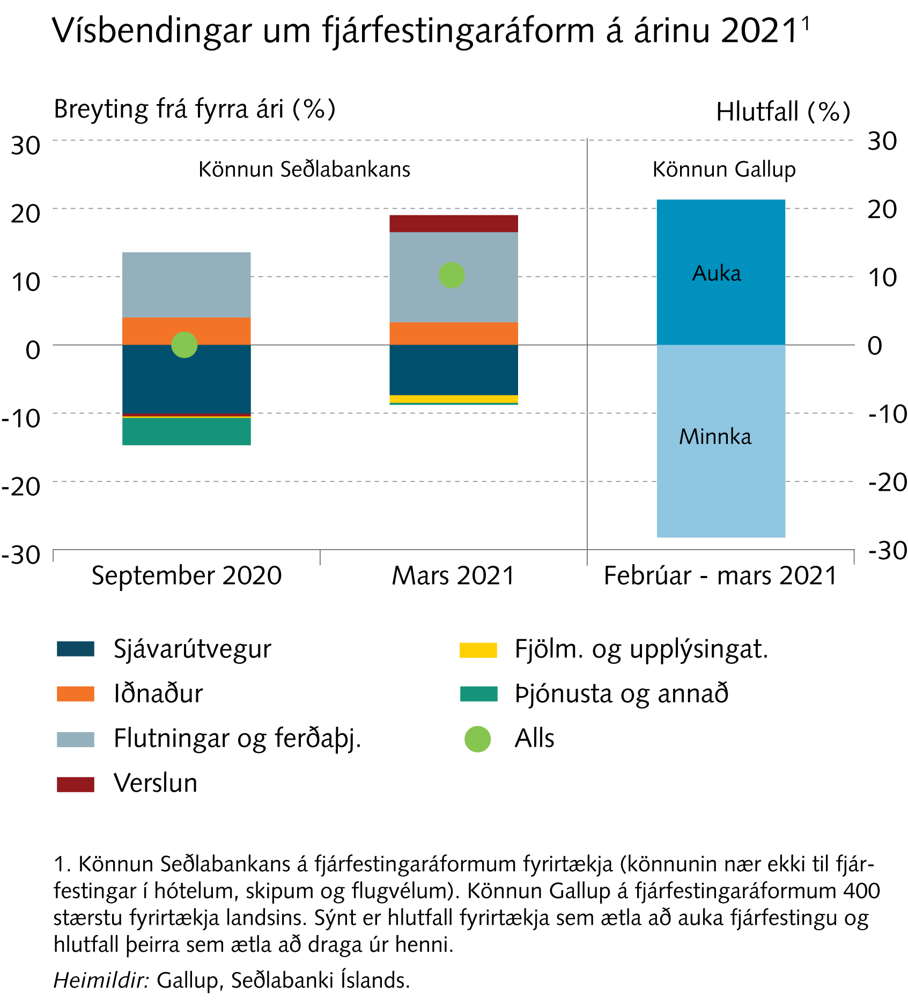 Vísbendingar um fjárfestingaráform á árinu 2021¹
Breyting frá fyrra ári (%)
Hlutfall (%)
30
30
Könnun Seðlabankans
Könnun Gallup
20
20
10
Auka
10
0
0
-10
-10
Minnka
-20
-20
-30
-30
September 2020
Mars 2021
Febrúar - mars 2021
Sjávarútvegur
Iðnaður
Flutningar og ferðaþj.
Verslun
Fjölm. og upplýsingat.
Þjónusta og annað
Alls
1. Könnun Seðlabankans á fjárfestingaráformum fyrirtækja (könnunin nær ekki til fjár-
festingar í hótelum, skipum og flugvélum). Könnun Gallup á fjárfestingaráformum 400
stærstu fyrirtækja landsins. Sýnt er hlutfall fyrirtækja sem ætla að auka fjárfestingu og
hlutfall þeirra sem ætla að draga úr henni.
Heimildir: Gallup, Seðlabanki Íslands.